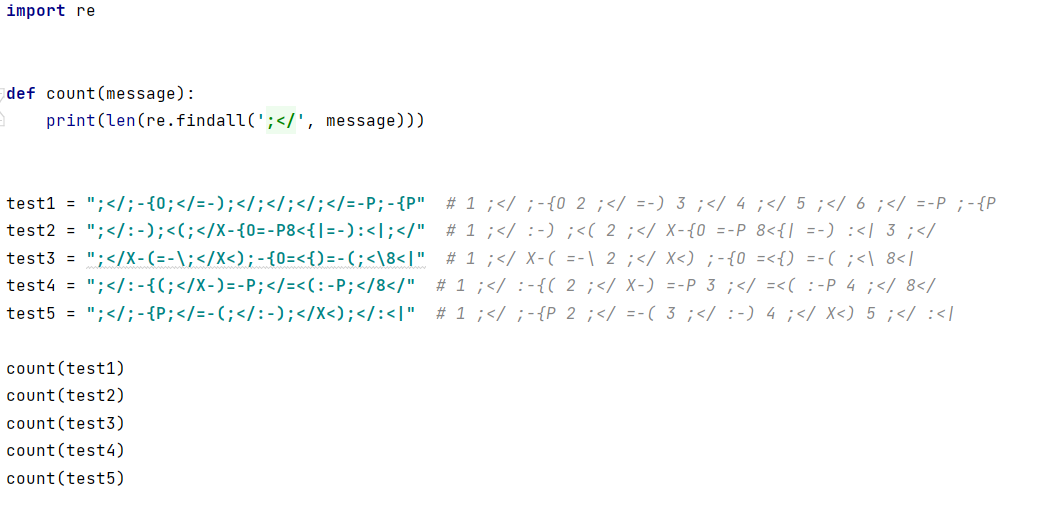 import re
def count(message):
    print(len(re.findall(';</', message)))
test1 = ";</;-{O;</=-);</;</;</;</=-P;-{P"  # 1 ;</ ;-{O 2 ;</ =-) 3 ;</ 4 ;</ 5 ;</ 6 ;</ =-P ;-{P
test2 = ";</:-);<(;</X-{O=-P8<{|=-):<|;</"  # 1 ;</ :-) ;<( 2 ;</ X-{O =-P 8<{| =-) :<| 3 ;</
test3 = ";</X-(=-\;</X<);-{O=<{)=-(;<\8<|"  # 1 ;</ X-( =-\ 2 ;</ X<) ;-{O =<{) =-( ;<\ 8<|
test4 = ";</:-{(;</X-)=-P;</=<(:-P;</8</"  # 1 ;</ :-{( 2 ;</ X-) =-P 3 ;</ =<( :-P 4 ;</ 8</
test5 = ";</;-{P;</=-(;</:-);</X<);</:<|"  # 1 ;</ ;-{P 2 ;</ =-( 3 ;</ :-) 4 ;</ X<) 5 ;</ :<|
count(test1)
count(test2)
count(test3)
count(test4)
count(test5)